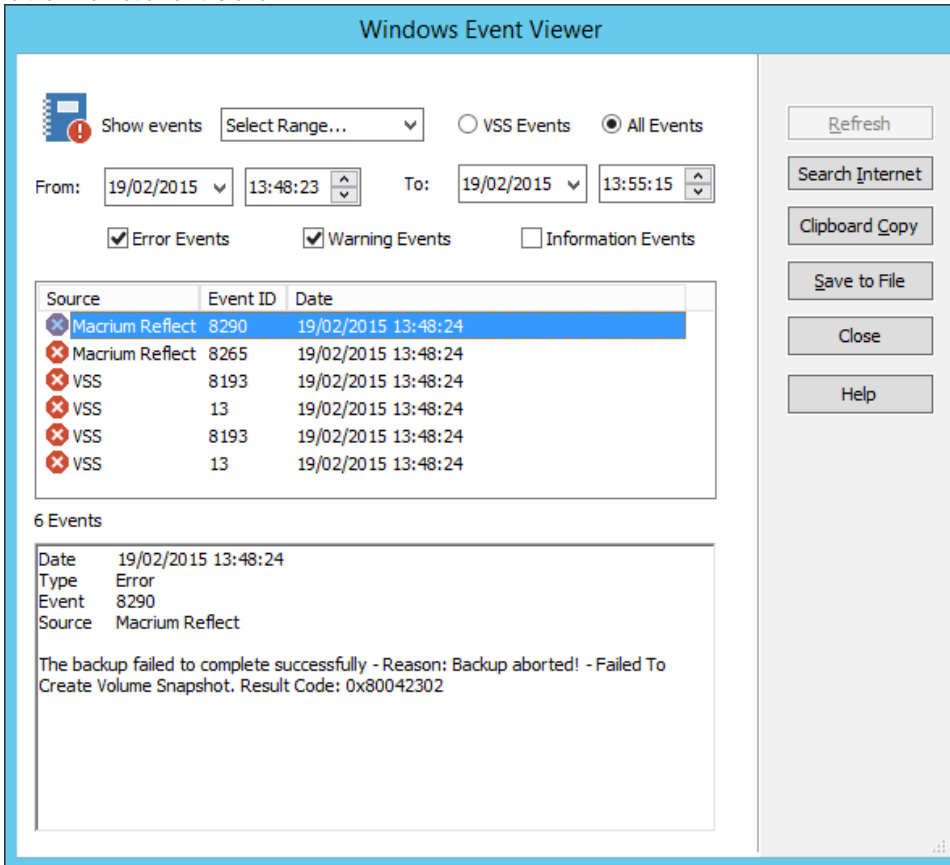 Windows Event Viewer
Show events Select Range... VSS Events All Events
From: 19/02/2015 13:48:23 To: 19/02/2015 13:55:15
Error Events Warning Events Information Events
Refresh
Search Internet
Clipboard Copy
Save to File
Close
Help
Source Event ID Date
Macrium Reflect 8290 19/02/2015 13:48:24
Macrium Reflect 8265 19/02/2015 13:48:24
VSS 8193 19/02/2015 13:48:24
VSS 13 19/02/2015 13:48:24
VSS 8193 19/02/2015 13:48:24
VSS 13 19/02/2015 13:48:24
6 Events
Date 19/02/2015 13:48:24
Type Error
Event 8290
Source Macrium Reflect
The backup failed to complete successfully - Reason: Backup aborted! - Failed To
Create Volume Snapshot. Result Code: 0x80042302